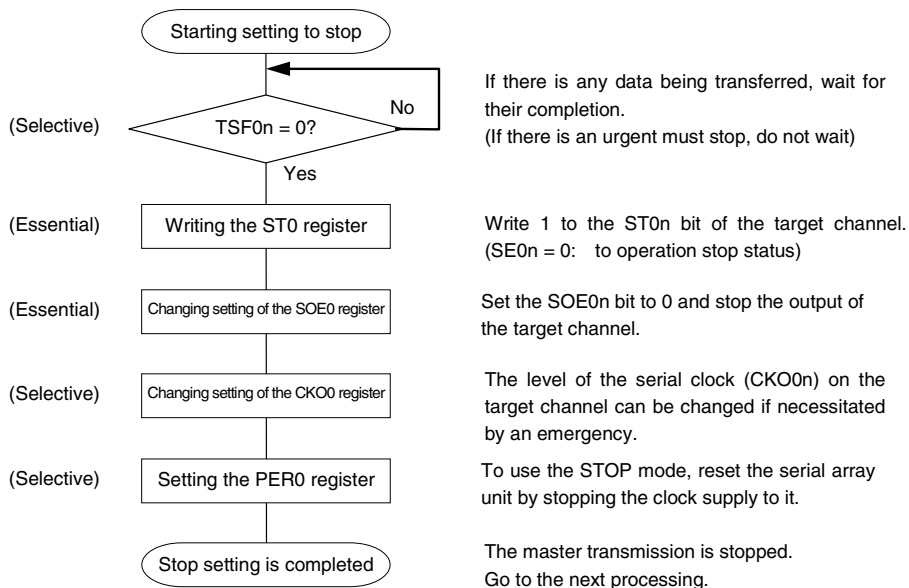 Starting setting to stop
If there is any data being transferred, wait for
their completion.
(If there is an urgent must stop, do not wait)
(Selective)
TSF0n = 0?
No
Yes
(Essential)
Writing the ST0 register
Write 1 to the ST0n bit of the target channel.
(SE0n = 0: to operation stop status)
(Essential)
Changing setting of the SOE0 register
Set the SOE0n bit to 0 and stop the output of
the target channel.
(Selective)
Changing setting of the CKO0 register
The level of the serial clock (CKO0n) on the
target channel can be changed if necessitated
by an emergency.
(Selective)
Setting the PER0 register
To use the STOP mode, reset the serial array
unit by stopping the clock supply to it.
Stop setting is completed
The master transmission is stopped.
Go to the next processing.